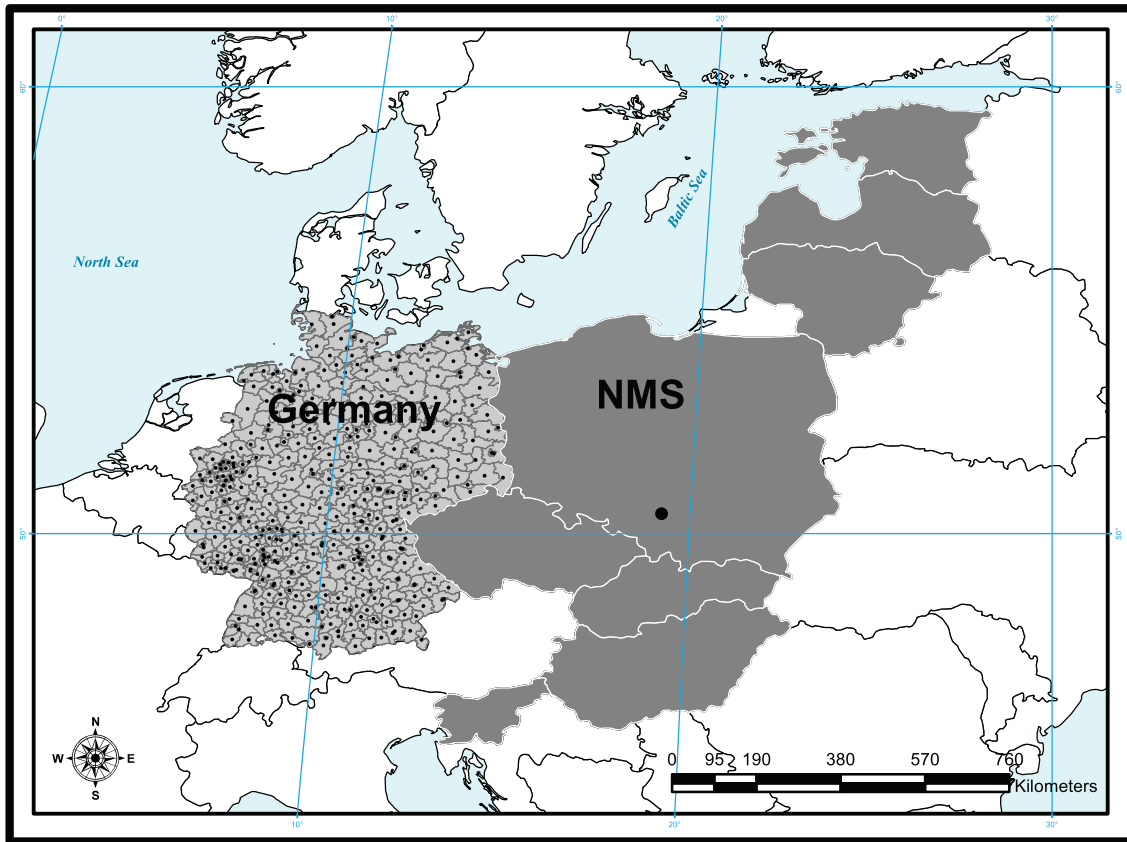 0° 10° 20° 30°
60° 60°
Baltic Sea
North Sea
NMS
Germany
50° 50°
N
W E
S
0 95 190 380 570 760
Kilometers
10° 20° 30°